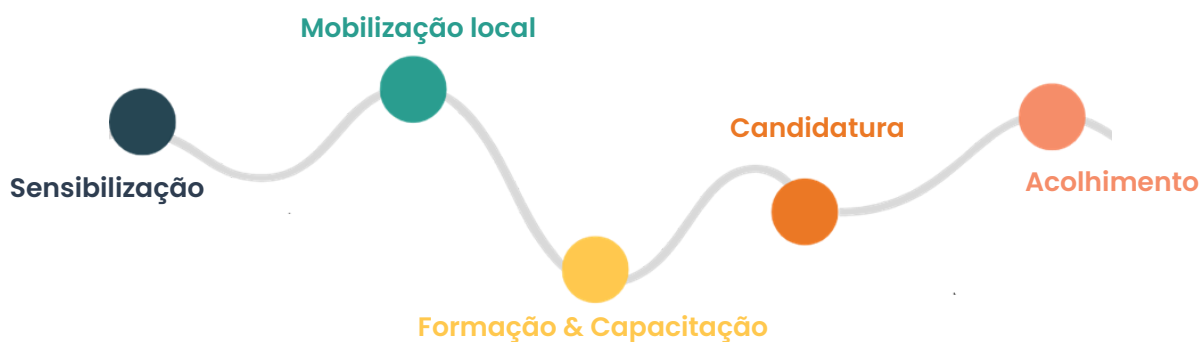 Sensibilização
Mobilização local
Formação & Capacitação
Candidatura
Acolhimento